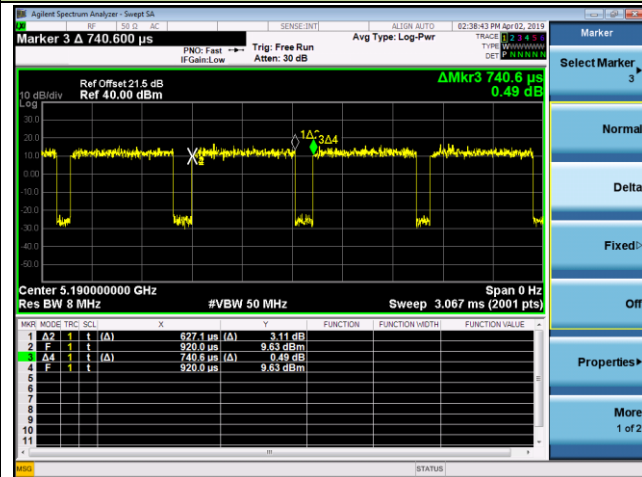 Agilent Spectrum Analyzer - Swept SA
RF 50 Ω AC SENSE:INT ALIGN AUTO 02:38:43 PM Apr 02, 2019
Marker 3 Δ 740.600 µs
PNO: Fast
IFGain:Low
Trig: Free Run
Atten: 30 dB
Avg Type: Log-Pwr
TRACE 1 2 3 4 5 6
TYPE WWWWWW
DET P NNNNN
Ref Offset 21.5 dB
Ref 40.00 dBm
10 dB/div
Log
ΔMkr3 740.6 µs
0.49 dB
30.0
20.0
10.0
0.00
-10.0
-20.0
-30.0
-40.0
-50.0
3Δ4
Center 5.190000000 GHz Span 0 Hz
Res BW 8 MHz #VBW 50 MHz Sweep 3.067 ms (2001 pts)
MKR MODE TRC SCL X Y FUNCTION FUNCTION WIDTH FUNCTION VALUE
1 Δ2 1 t (Δ) 627.1 µs (Δ) 3.11 dB
2 F 1 t 920.0 µs 9.63 dBm
3 Δ4 1 t (Δ) 740.6 µs (Δ) 0.49 dB
4 F 1 t 920.0 µs 9.63 dBm
5
6
7
8
9
10
11
MSG STATUS
Marker
Select Marker
3
Normal
Delta
Fixed
Off
Properties
More
1 of 2